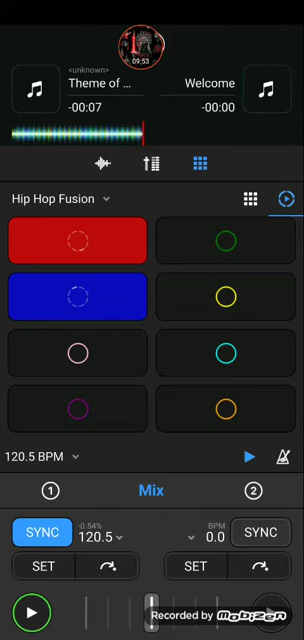 09:53
<unknown>
Theme of ...
Welcome
-00:07
-00:00
Hip Hop Fusion
120.5 BPM
1
Mix
2
SYNC
-0.54%
120.5
BPM
0.0
SYNC
SET
SET
Recorded by mobizen